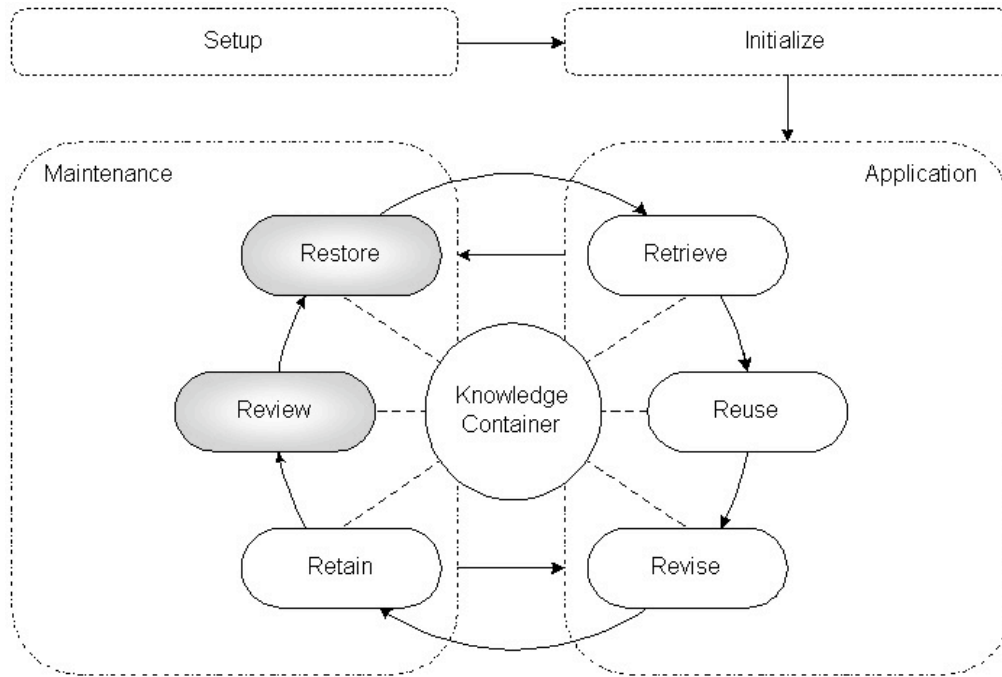 Setup
Initialize
Maintenance
Application
Restore
Retrieve
Review
Knowledge
Container
Reuse
Retain
Revise